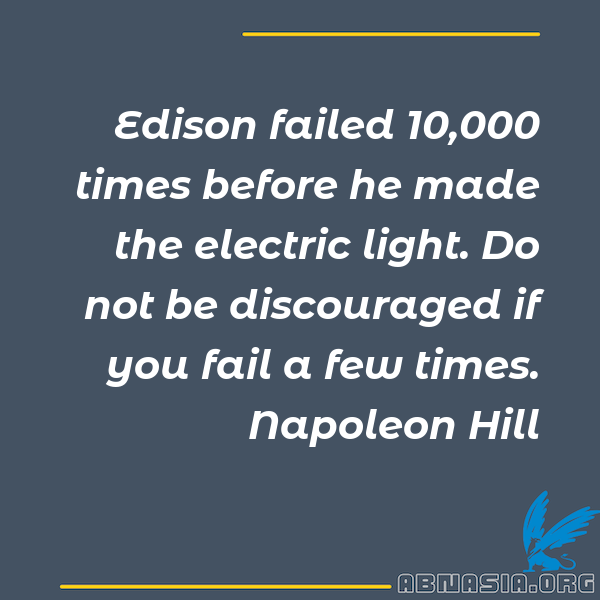 Edison failed 10,000
times before he made
the electric light. Do
not be discouraged if
you fail a few times.
Napoleon Hill
ABNASIA.ORG